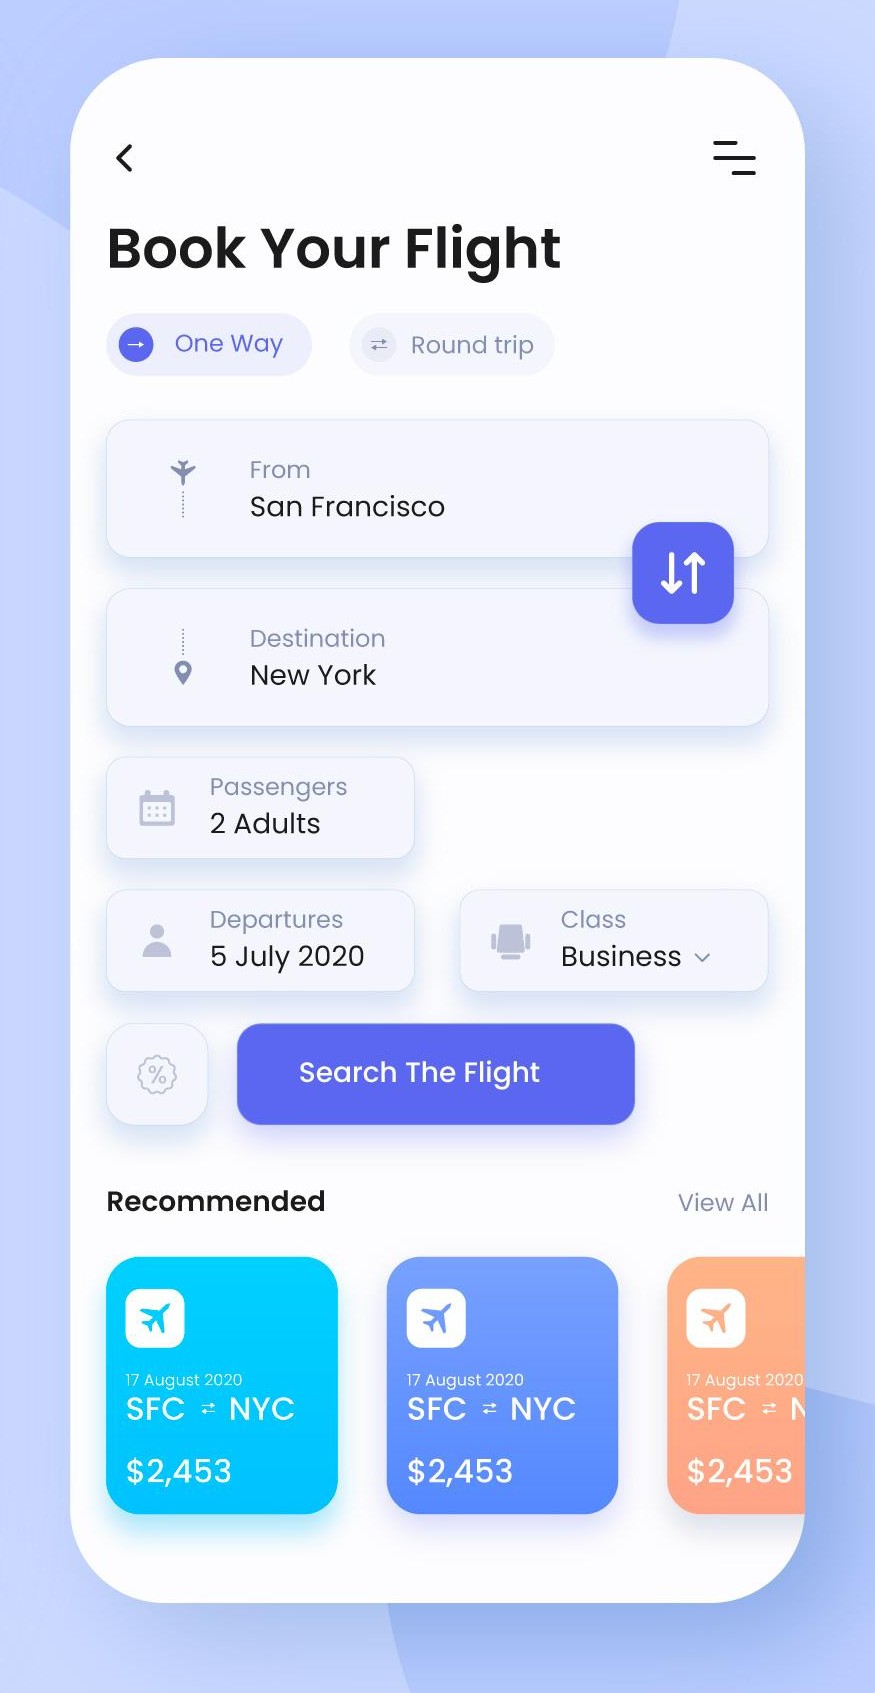 Book Your Flight
One Way
Round trip
From
San Francisco
Destination
New York
Passengers
2 Adults
Departures
5 July 2020
Class
Business
%
Search The Flight
Recommended
View All
17 August 2020
SFC ⇄ NYC
$2,453
17 August 2020
SFC ⇄ NYC
$2,453
17 August 2020
SFC ⇄ N
$2,453